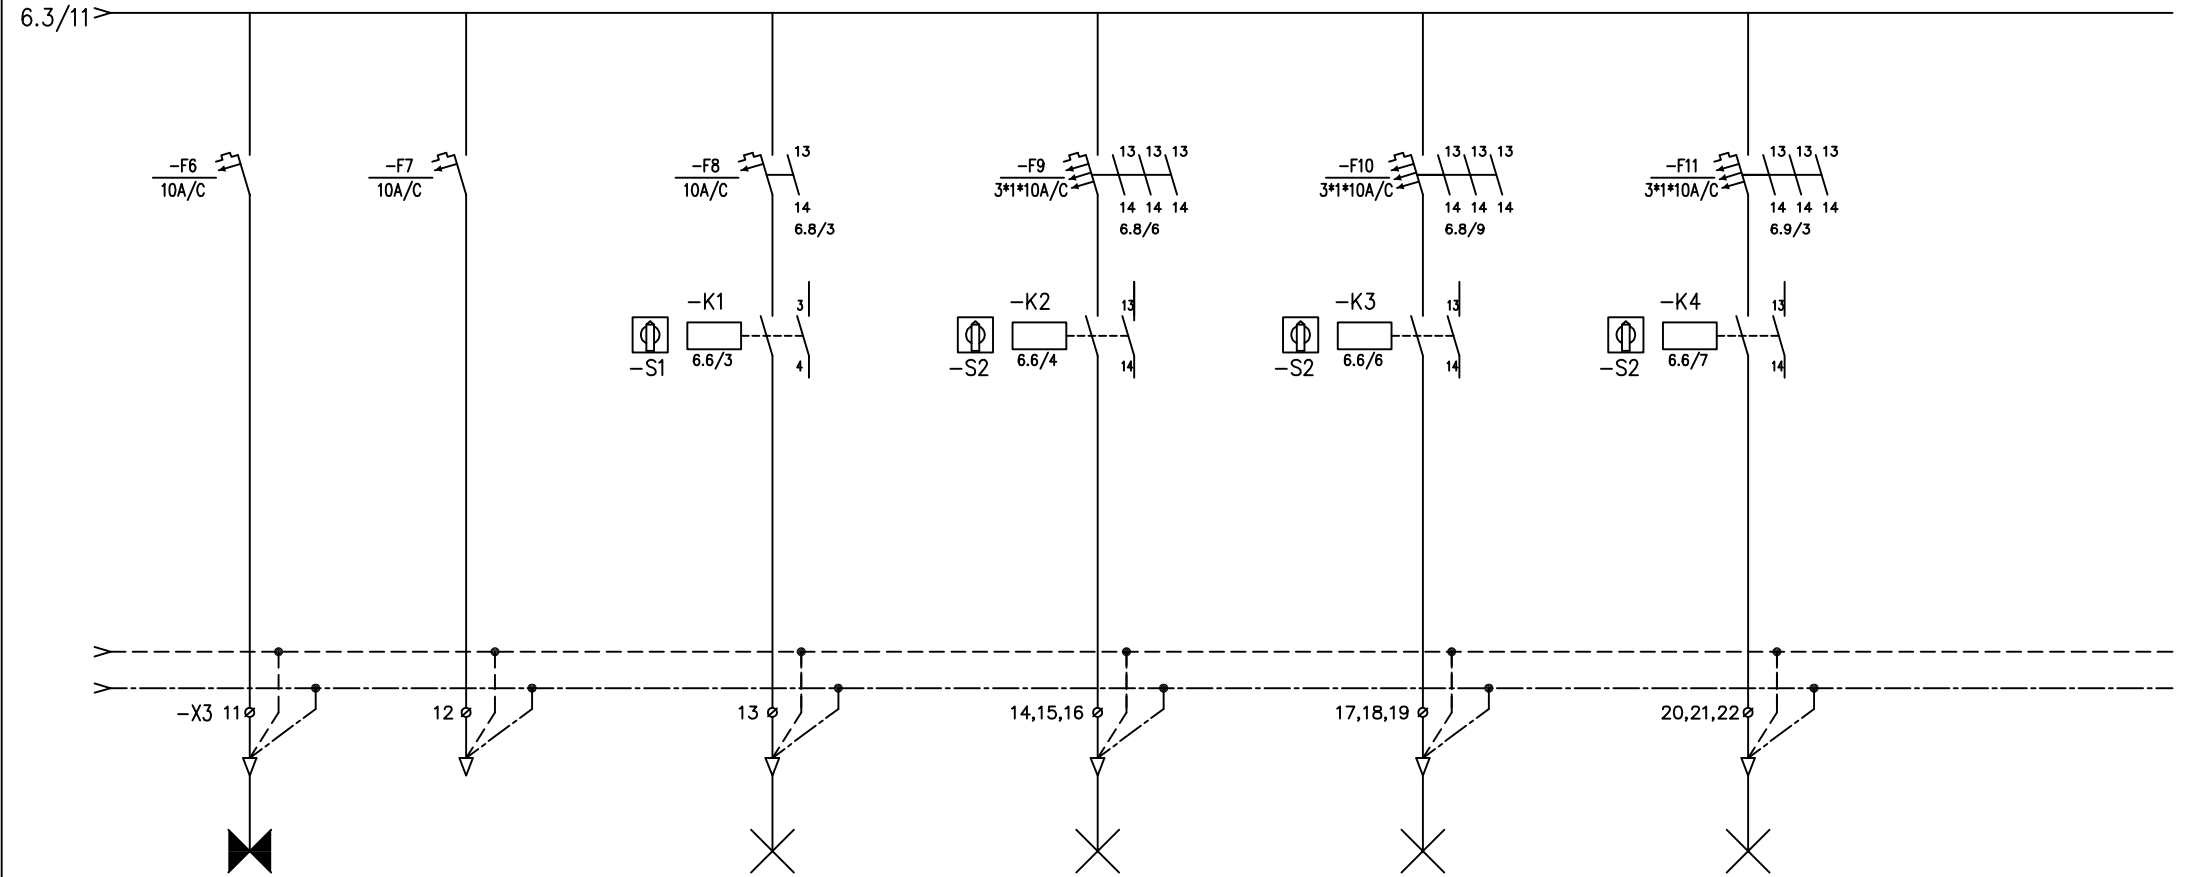 6.3/11
13 13 13 13 13 13 13 13 13 13
-F6 -F7 -F8 -F9 -F10 -F11
10A/C 10A/C 10A/C 3*1*10A/C 3*1*10A/C 3*1*10A/C
14 14 14 14 14 14 14 14 14 14
6.8/3 6.8/6 6.8/9 6.9/3
-K1 3 -K2 13 -K3 13 -K4 13
6.6/3 4 6.6/4 14 6.6/6 14 6.6/7 14
-S1 -S2 -S2 -S2
-X3 11 12 13 14,15,16 17,18,19 20,21,22